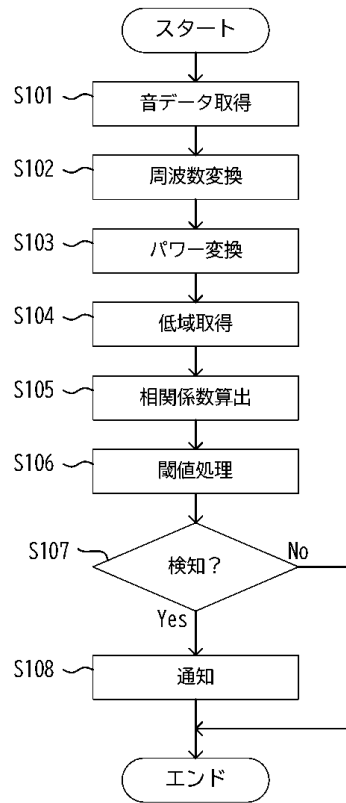 スタート
S101
音データ取得
S102
周波数変換
S103
パワー変換
S104
低域取得
S105
相関係数算出
S106
閾値処理
S107
検知?
No
Yes
S108
通知
エンド